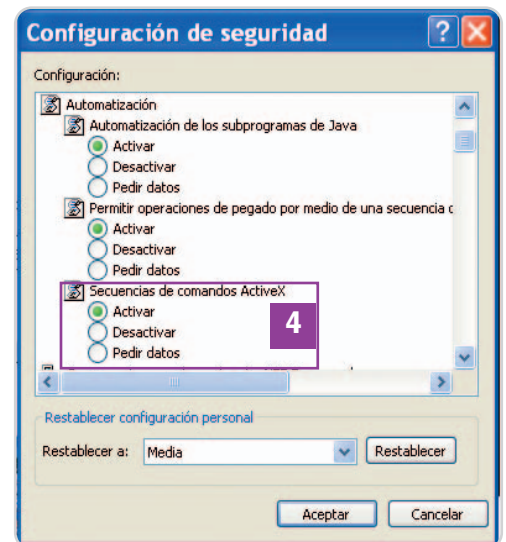 Configuración de seguridad
Configuración:
Automatización
Automatización de los subprogramas de Java
Activar
Desactivar
Pedir datos
Permitir operaciones de pegado por medio de una secuencia c
Activar
Desactivar
Pedir datos
Secuencias de comandos ActiveX
Activar
Desactivar
Pedir datos
4
Restablecer configuración personal
Restablecer a: Media Restablecer
Aceptar Cancelar